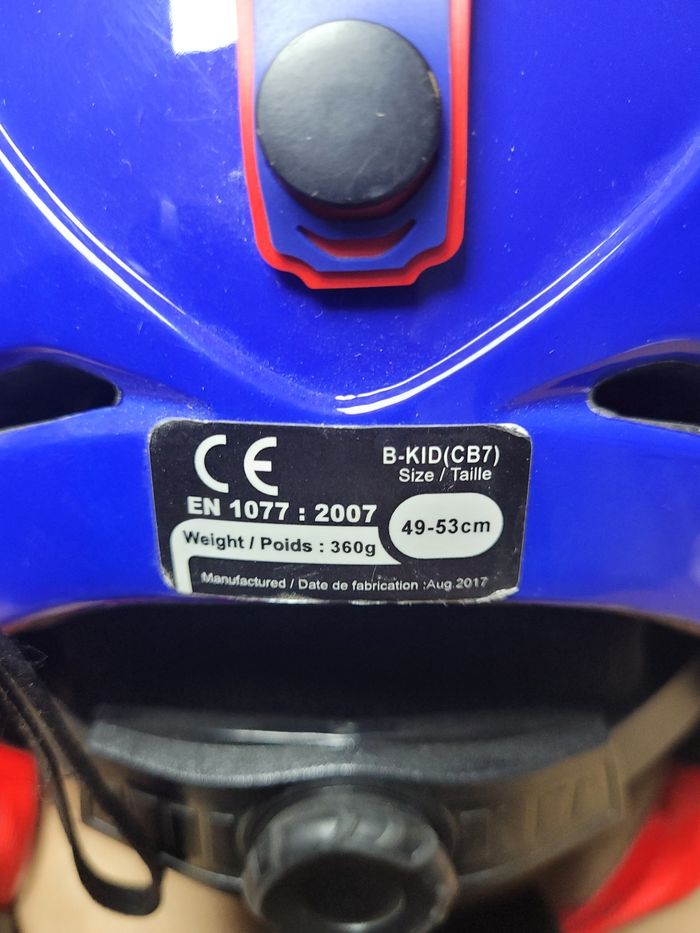 CE
B-KID(CB7)
Size / Taille
EN 1077 : 2007
49-53cm
Weight / Poids : 360g
Manufactured / Date de fabrication :Aug.2017